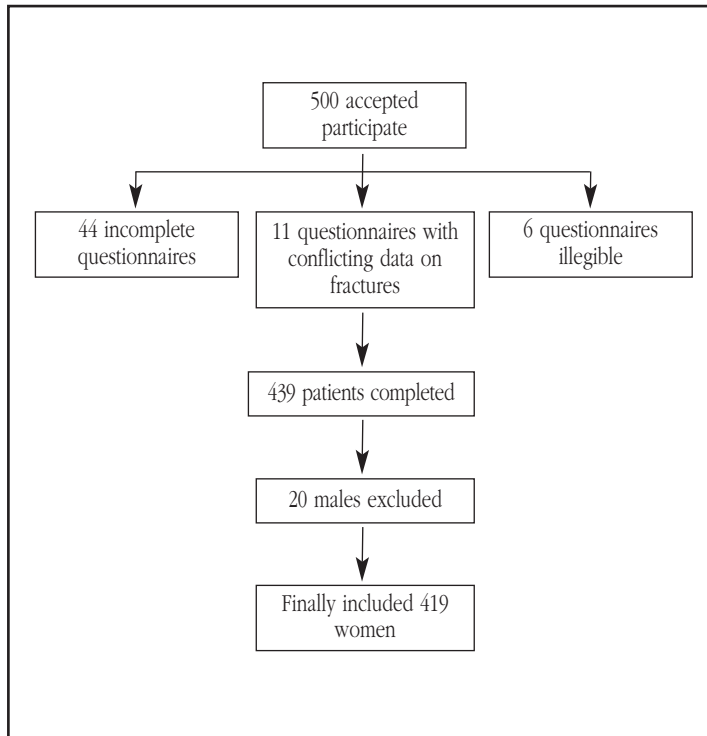 500 accepted
participate
44 incomplete
questionnaires
11 questionnaires with
conflicting data on
fractures
6 questionnaires
illegible
439 patients completed
20 males excluded
Finally included 419
women